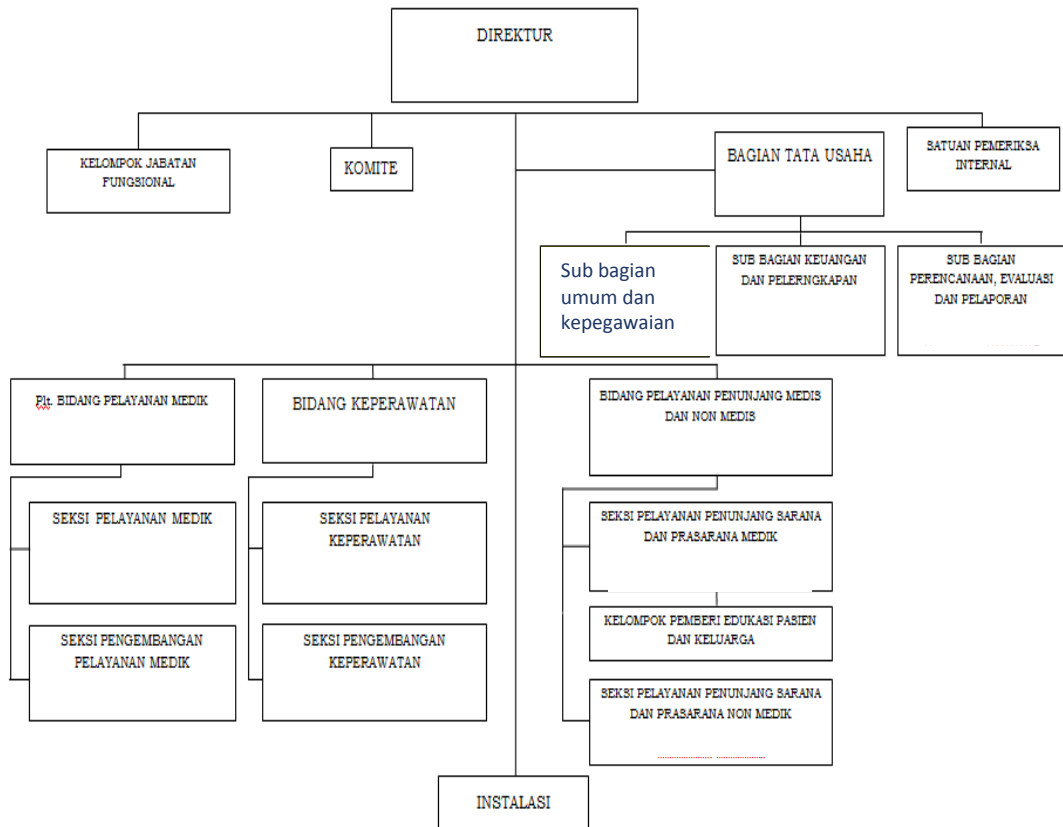 DIREKTUR
KELOMPOK JABATAN
FUNGSIONAL
KOMITE
BAGIAN TATA USAHA
SATUAN PEMERIKSA
INTERNAL
Sub bagian
umum dan
kepegawaian
SUB BAGIAN KEUANGAN
DAN PELERNGKAPAN
SUB BAGIAN
PERENCANAAN, EVALUASI
DAN PELAPORAN
Plt. BIDANG PELAYANAN MEDIK
BIDANG KEPERAWATAN
BIDANG PELAYANAN PENUNJANG MEDIS
DAN NON MEDIS
SEKSI PELAYANAN MEDIK
SEKSI PELAYANAN
KEPERAWATAN
SEKSI PELAYANAN PENUNJANG SARANA
DAN PRASARANA MEDIK
KELOMPOK PEMBERI EDUKASI PASIEN
DAN KELUARGA
SEKSI PENGEMBANGAN
PELAYANAN MEDIK
SEKSI PENGEMBANGAN
KEPERAWATAN
SEKSI PELAYANAN PENUNJANG SARANA
DAN PRASARANA NON MEDIK
INSTALASI